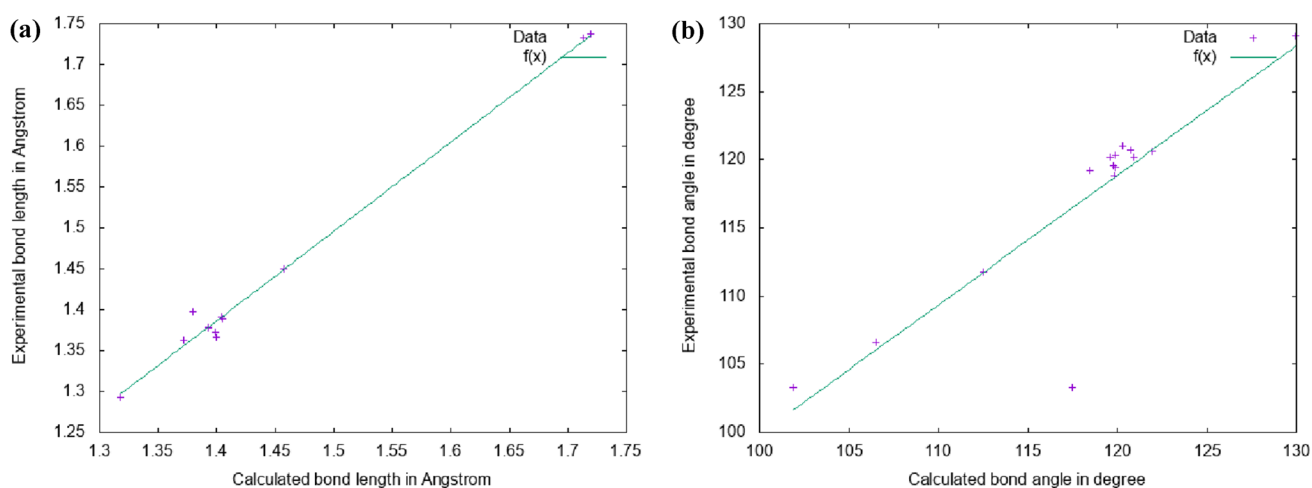 (a)
Experimental bond length in Angstrom
1.75
1.7
1.65
1.6
1.55
1.5
1.45
1.4
1.35
1.3
1.25
Data
f(x)
1.3 1.35 1.4 1.45 1.5 1.55 1.6 1.65 1.7 1.75
Calculated bond length in Angstrom
(b)
Experimental bond angle in degree
130
125
120
115
110
105
100
Data
f(x)
100 105 110 115 120 125 130
Calculated bond angle in degree